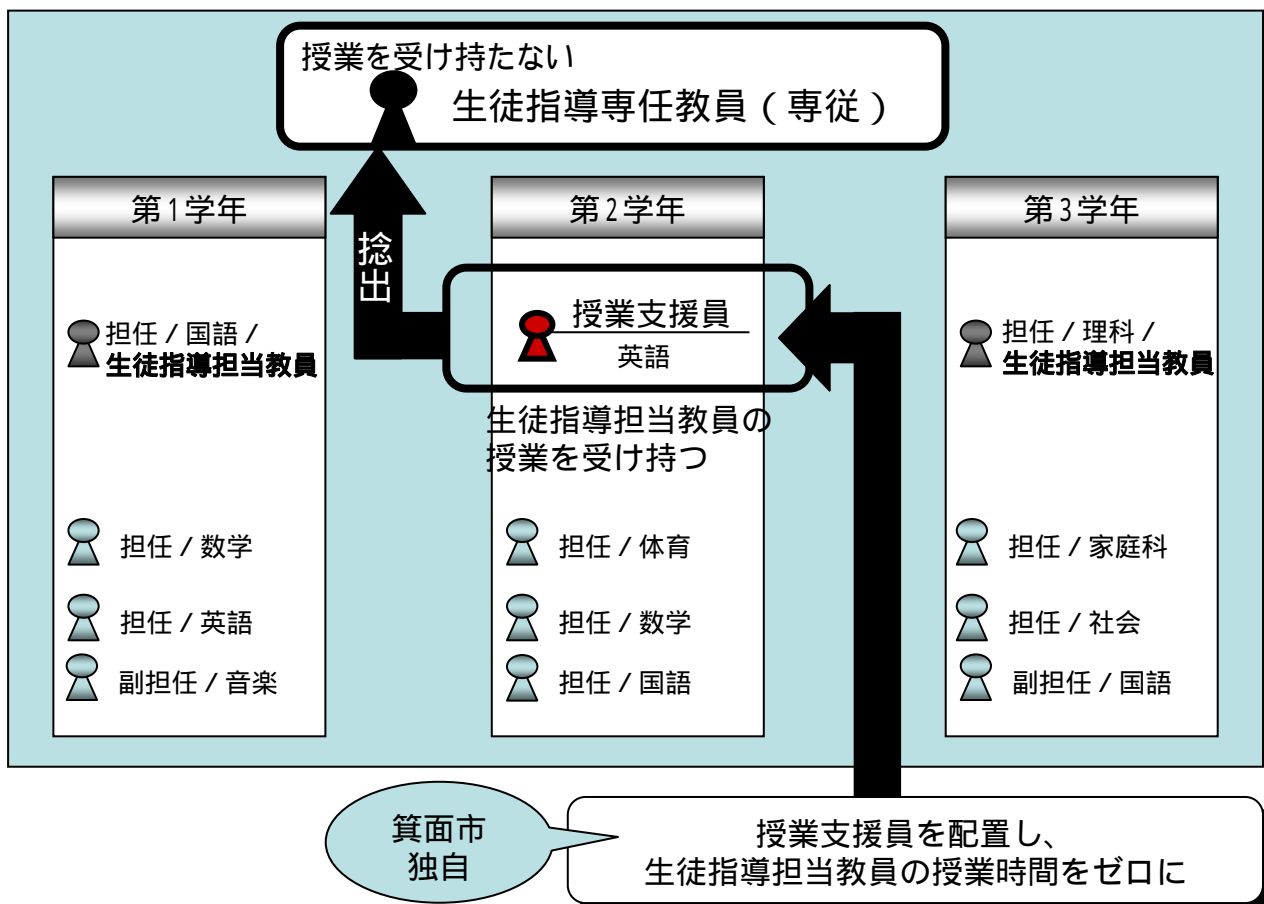 授業を受け持たない
生徒指導専任教員(専従)
第1学年
担任/国語/
生徒指導担当教員
担任/数学
担任/英語
副担任/音楽
捻出
第2学年
授業支援員
英語
生徒指導担当教員の
授業を受け持つ
担任/体育
担任/数学
担任/国語
第3学年
担任/理科/
生徒指導担当教員
担任/家庭科
担任/社会
副担任/国語
箕面市
独自
授業支援員を配置し、
生徒指導担当教員の授業時間をゼロに